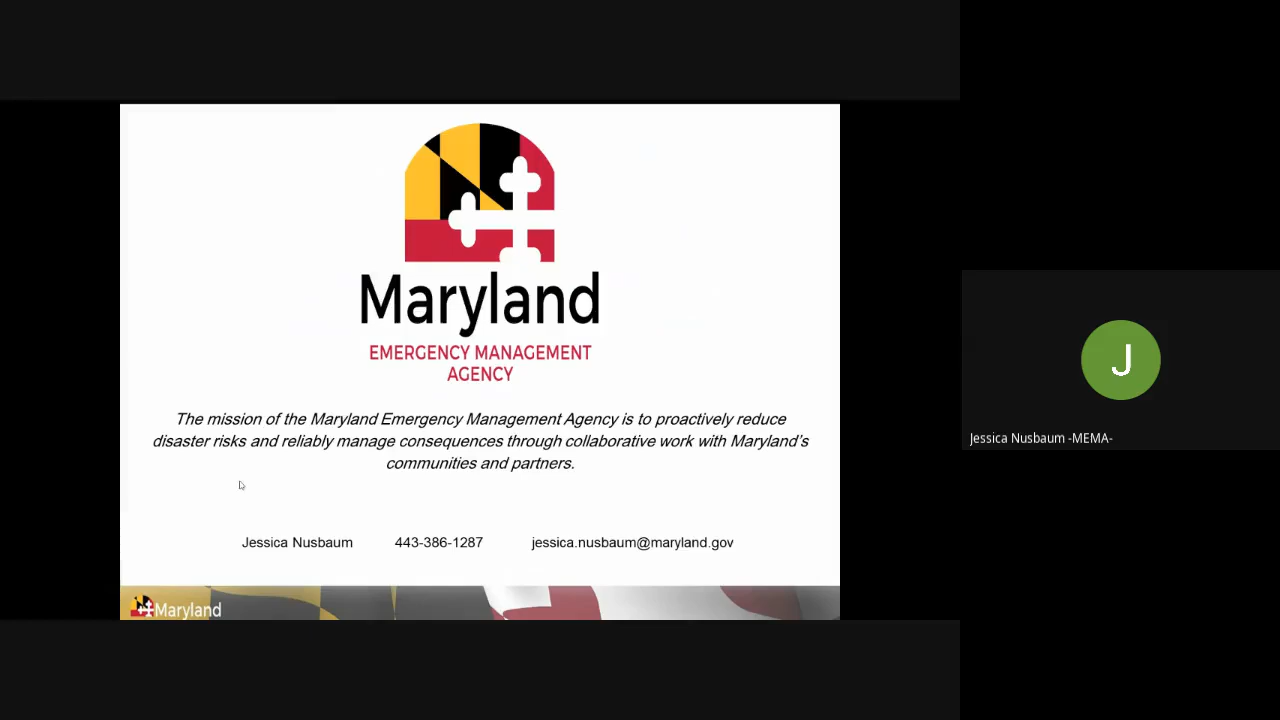 Maryland
EMERGENCY MANAGEMENT
AGENCY
The mission of the Maryland Emergency Management Agency is to proactively reduce
disaster risks and reliably manage consequences through collaborative work with Maryland's
communities and partners.
Jessica Nusbaum 443-386-1287 jessica.nusbaum@maryland.gov
Maryland
J
Jessica Nusbaum -MEMA-